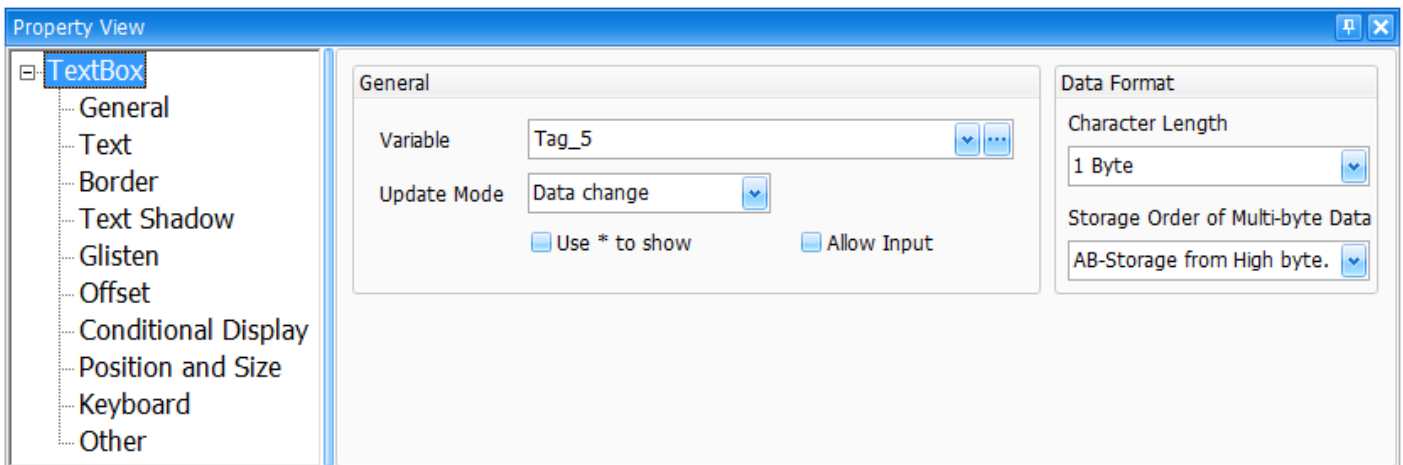 Property View
TextBox
General
Text
Border
Text Shadow
Glisten
Offset
Conditional Display
Position and Size
Keyboard
Other
General
Variable Tag_5
Update Mode Data change
Use * to show Allow Input
Data Format
Character Length
1 Byte
Storage Order of Multi-byte Data
AB-Storage from High byte.